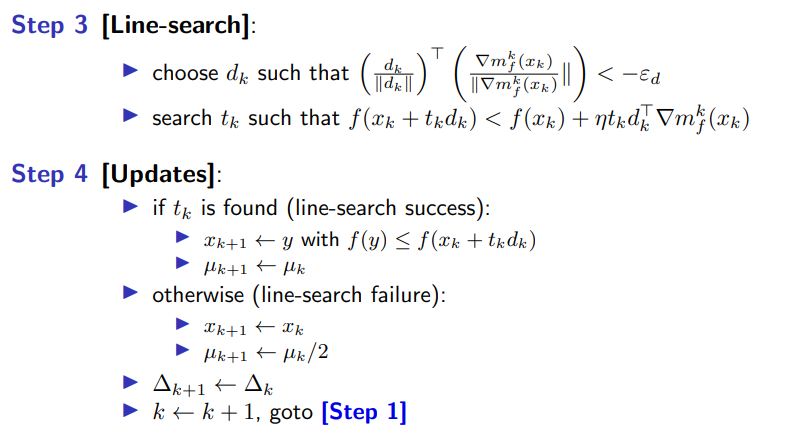 Step 3 [Line-search]:
▶ choose $d_k$ such that $\left(\frac{d_k}{\|d_k\|}\right)^\top \left(\frac{\nabla m_f^k(x_k)}{\|\nabla m_f^k(x_k)}\|\right) < -\varepsilon_d$
▶ search $t_k$ such that $f(x_k + t_k d_k) < f(x_k) + \eta t_k d_k^\top \nabla m_f^k(x_k)$
Step 4 [Updates]:
▶ if $t_k$ is found (line-search success):
▶ $x_{k+1} \leftarrow y$ with $f(y) \leq f(x_k + t_k d_k)$
▶ $\mu_{k+1} \leftarrow \mu_k$
▶ otherwise (line-search failure):
▶ $x_{k+1} \leftarrow x_k$
▶ $\mu_{k+1} \leftarrow \mu_k/2$
▶ $\Delta_{k+1} \leftarrow \Delta_k$
▶ $k \leftarrow k + 1$, goto [Step 1]